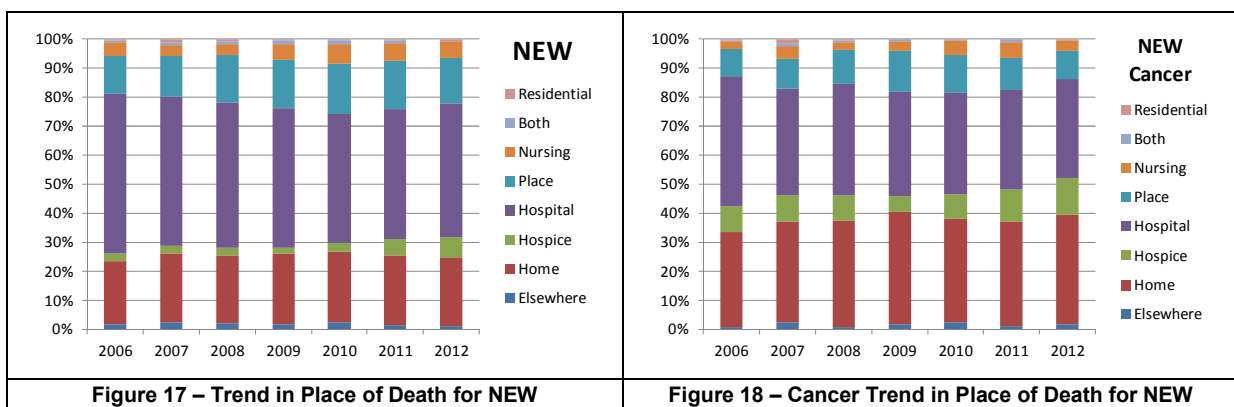 100%
90%
80%
70%
60%
50%
40%
30%
20%
10%
0%
2006 2007 2008 2009 2010 2011 2012
NEW
Residential
Both
Nursing
Place
Hospital
Hospice
Home
Elsewhere
Figure 17 – Trend in Place of Death for NEW
100%
90%
80%
70%
60%
50%
40%
30%
20%
10%
0%
2006 2007 2008 2009 2010 2011 2012
NEW
Cancer
Residential
Both
Nursing
Place
Hospital
Hospice
Home
Elsewhere
Figure 18 – Cancer Trend in Place of Death for NEW